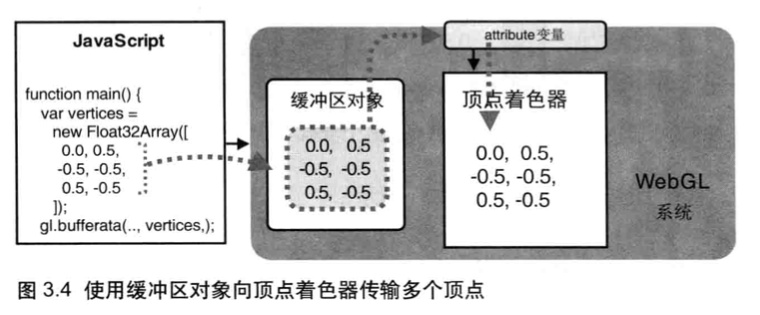 JavaScript
function main() {
var vertices =
new Float32Array([
0.0, 0.5,
-0.5, -0.5,
0.5, -0.5
]);
gl.bufferata(.., vertices,);
缓冲区对象
0.0, 0.5
-0.5, -0.5
0.5, -0.5
attribute变量
顶点着色器
0.0, 0.5,
-0.5, -0.5,
0.5, -0.5
WebGL
系统
图 3.4 使用缓冲区对象向顶点着色器传输多个顶点